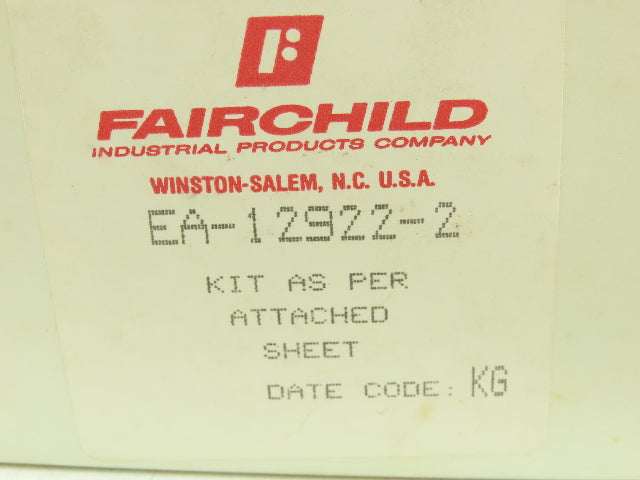 FAIRCHILD
INDUSTRIAL PRODUCTS COMPANY
WINSTON-SALEM, N.C. U.S.A.
EA-12922-2
KIT AS PER
ATTACHED
SHEET
DATE CODE: KG